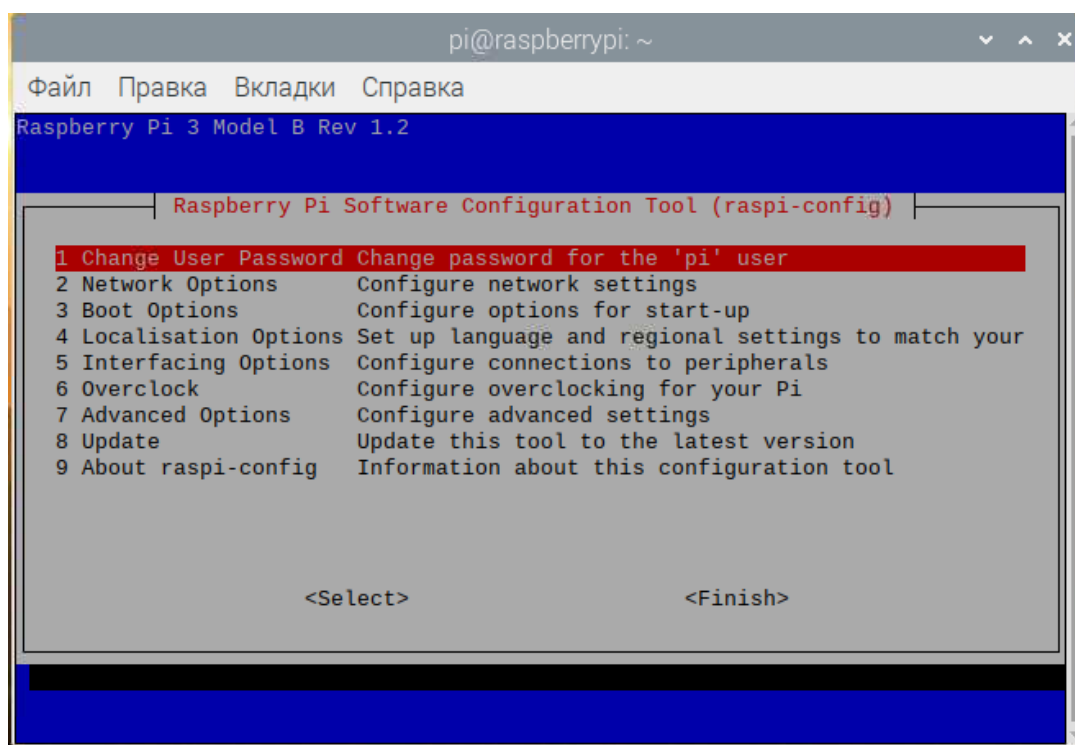 pi@raspberrypi: ~
Файл Правка Вкладки Справка
Raspberry Pi 3 Model B Rev 1.2
Raspberry Pi Software Configuration Tool (raspi-config)
1 Change User Password Change password for the 'pi' user
2 Network Options Configure network settings
3 Boot Options Configure options for start-up
4 Localisation Options Set up language and regional settings to match your
5 Interfacing Options Configure connections to peripherals
6 Overclock Configure overclocking for your Pi
7 Advanced Options Configure advanced settings
8 Update Update this tool to the latest version
9 About raspi-config Information about this configuration tool
<Select> <Finish>